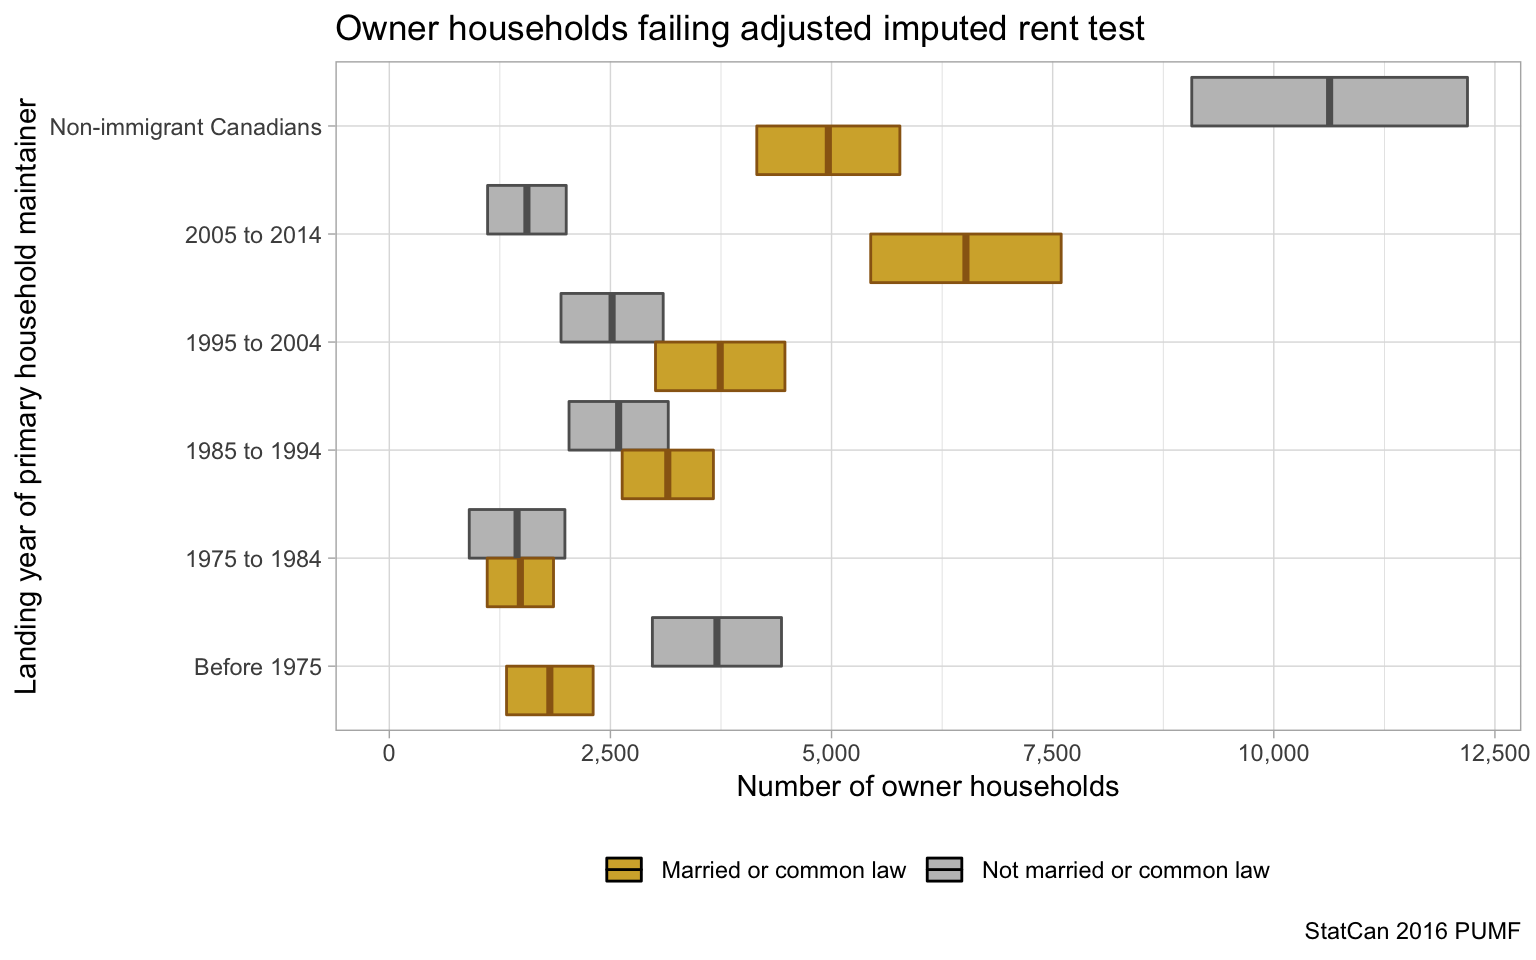 Owner households failing adjusted imputed rent test
Landing year of primary household maintainer
Non-immigrant Canadians
2005 to 2014
1995 to 2004
1985 to 1994
1975 to 1984
Before 1975
0 2,500 5,000 7,500 10,000 12,500
Number of owner households
Married or common law Not married or common law
StatCan 2016 PUMF